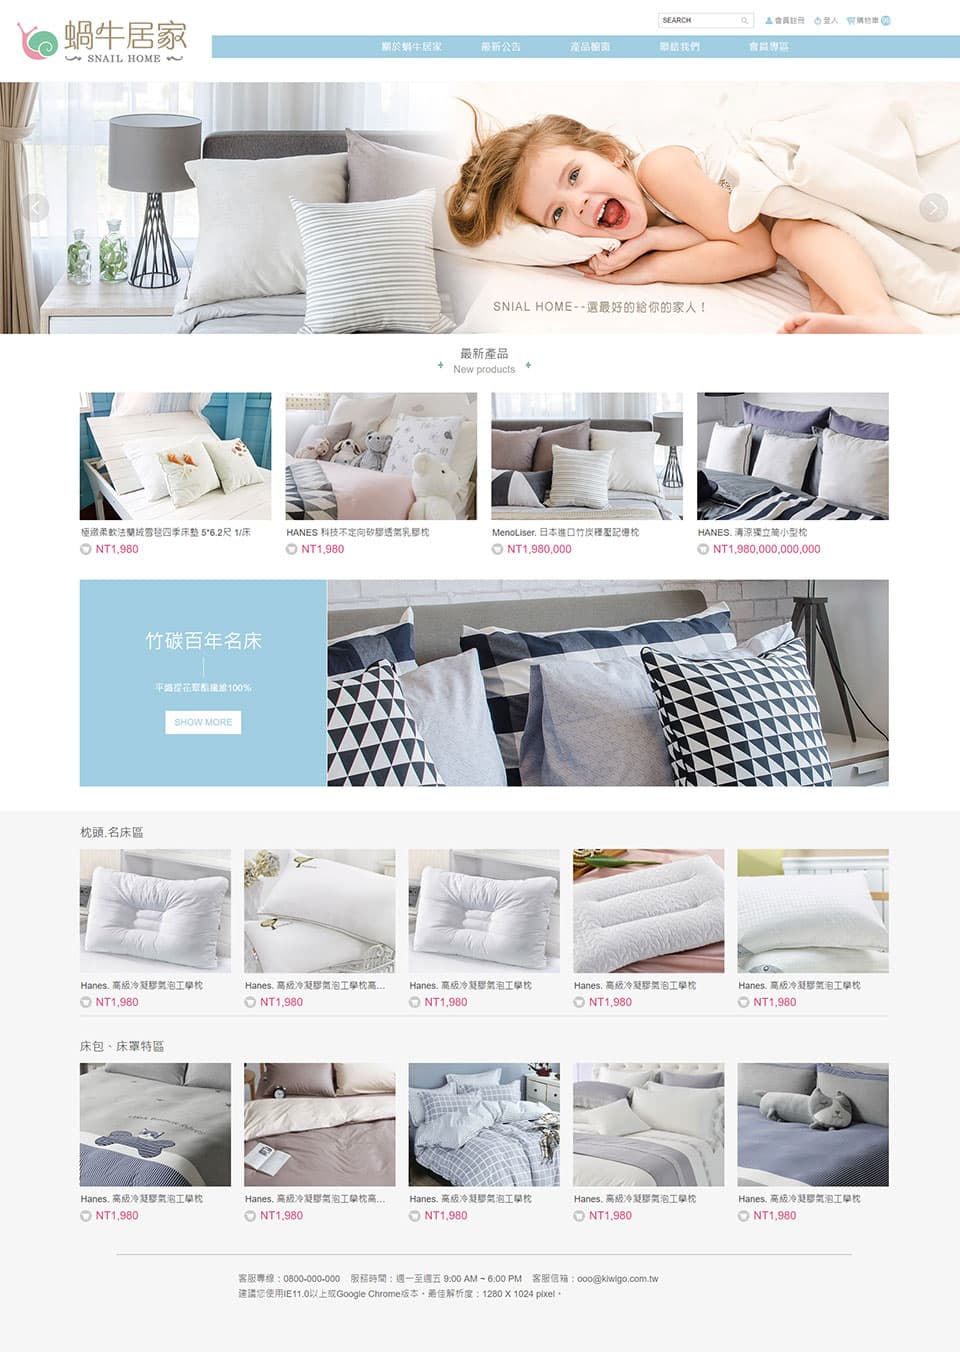 蝸牛居家
SNAIL HOME
SEARCH
會員註冊 登入 購物車
關於蝸牛居家 最新公告 產品櫥窗 聯絡我們 會員專區
SNIAL HOME--選最好的給你的家人！
最新產品
New products
極緻柔軟法蘭絨雪毯四季床墊 5*6.2尺 1/床
NT1,980
HANES 科技不定向矽膠透氣乳膠枕
NT1,980
MenoLiser. 日本進口竹炭釋壓記憶枕
NT1,980,000
HANES. 清涼獨立筒小型枕
NT1,980,000,000,000
竹碳百年名床
平織提花聚酯纖維100%
SHOW MORE
枕頭.名床區
Hanes. 高級冷凝膠氣泡工學枕
NT1,980
Hanes. 高級冷凝膠氣泡工學枕高...
NT1,980
Hanes. 高級冷凝膠氣泡工學枕
NT1,980
Hanes. 高級冷凝膠氣泡工學枕
NT1,980
Hanes. 高級冷凝膠氣泡工學枕
NT1,980
床包、床罩特區
Hanes. 高級冷凝膠氣泡工學枕
NT1,980
Hanes. 高級冷凝膠氣泡工學枕高...
NT1,980
Hanes. 高級冷凝膠氣泡工學枕
NT1,980
Hanes. 高級冷凝膠氣泡工學枕
NT1,980
Hanes. 高級冷凝膠氣泡工學枕
NT1,980
客服專線：0800-000-000 服務時間：週一至週五 9:00 AM ~ 6:00 PM 客服信箱：ooo@kiwigo.com.tw
建議您使用IE11.0以上或Google Chrome版本。最佳解析度：1280 X 1024 pixel。